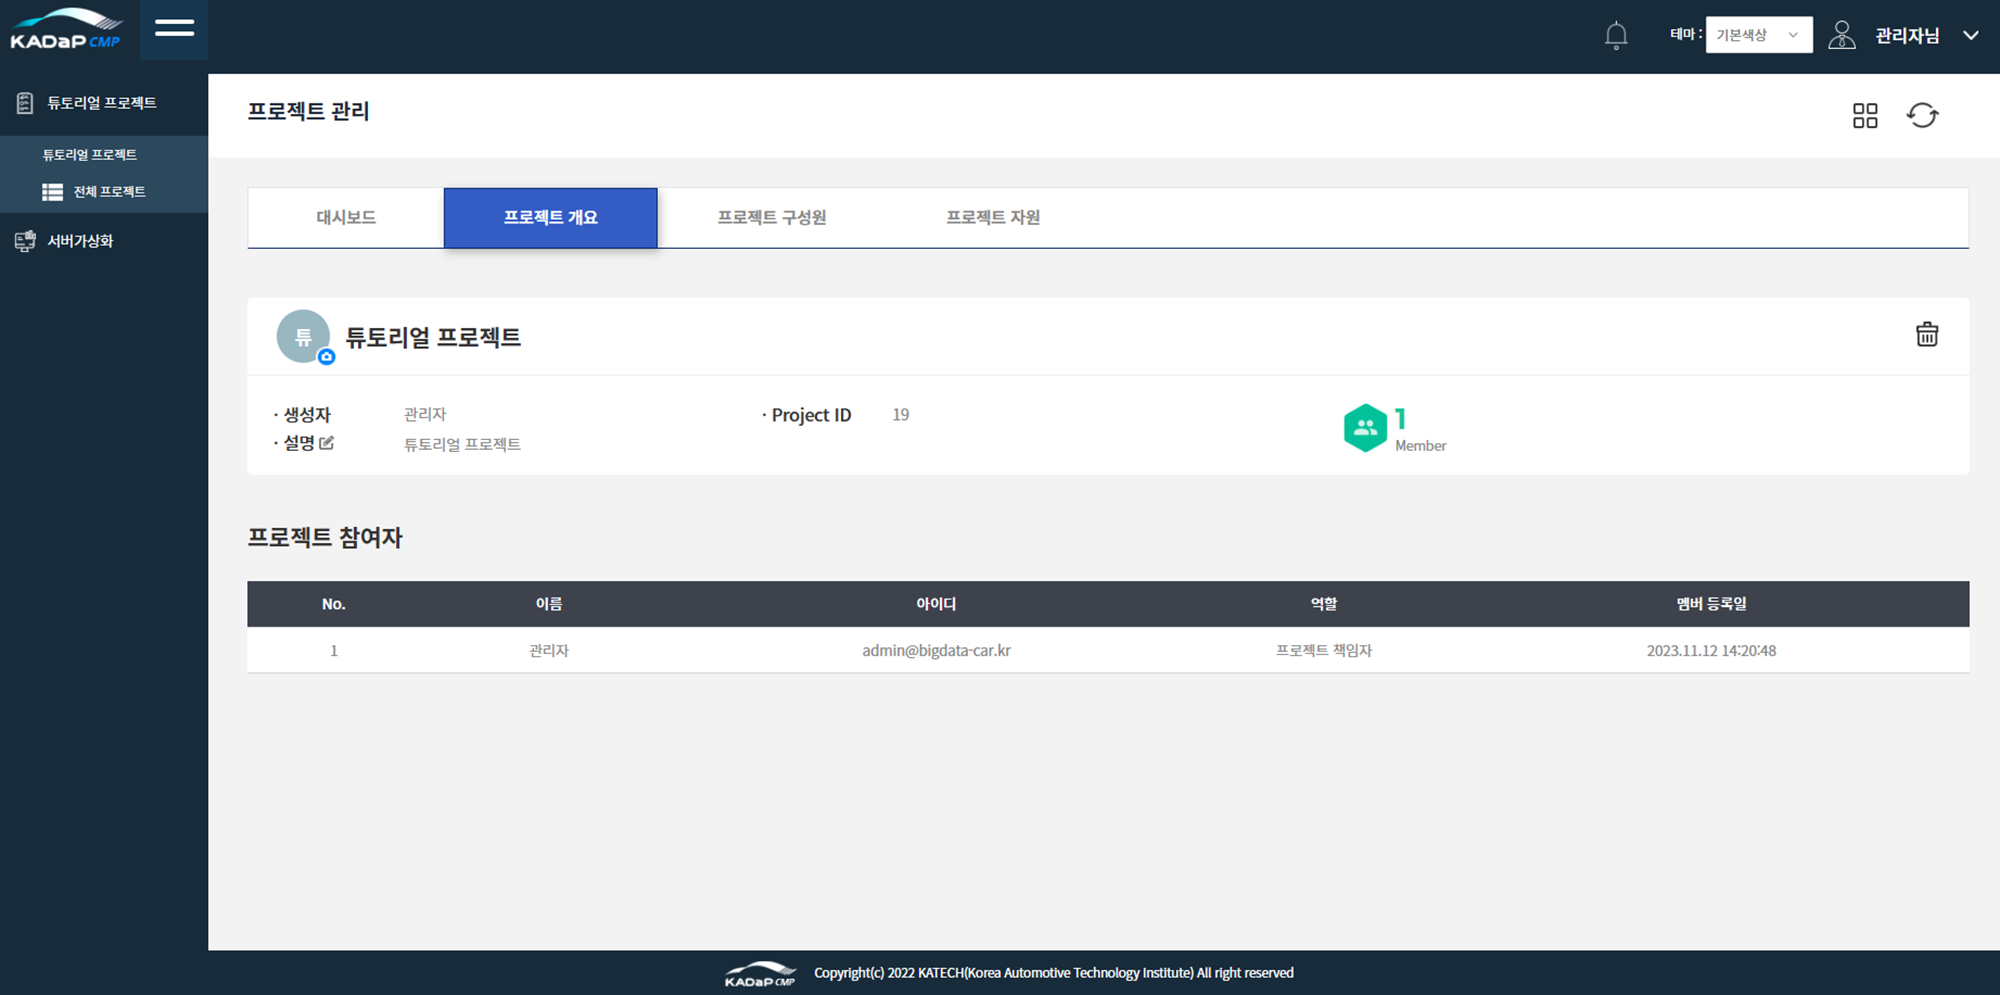 KADaP CMP
테마 : 기본색상
관리자님
튜토리얼 프로젝트
튜토리얼 프로젝트
전체 프로젝트
서버가상화
프로젝트 관리
대시보드 프로젝트 개요 프로젝트 구성원 프로젝트 자원
튜 튜토리얼 프로젝트
· 생성자 관리자 · Project ID 19
· 설명 튜토리얼 프로젝트
1
Member
프로젝트 참여자
No. 이름 아이디 역할 멤버 등록일
1 관리자 admin@bigdata-car.kr 프로젝트 책임자 2023.11.12 14:20:48
KADaP CMP Copyright(c) 2022 KATECH(Korea Automotive Technology Institute) All right reserved